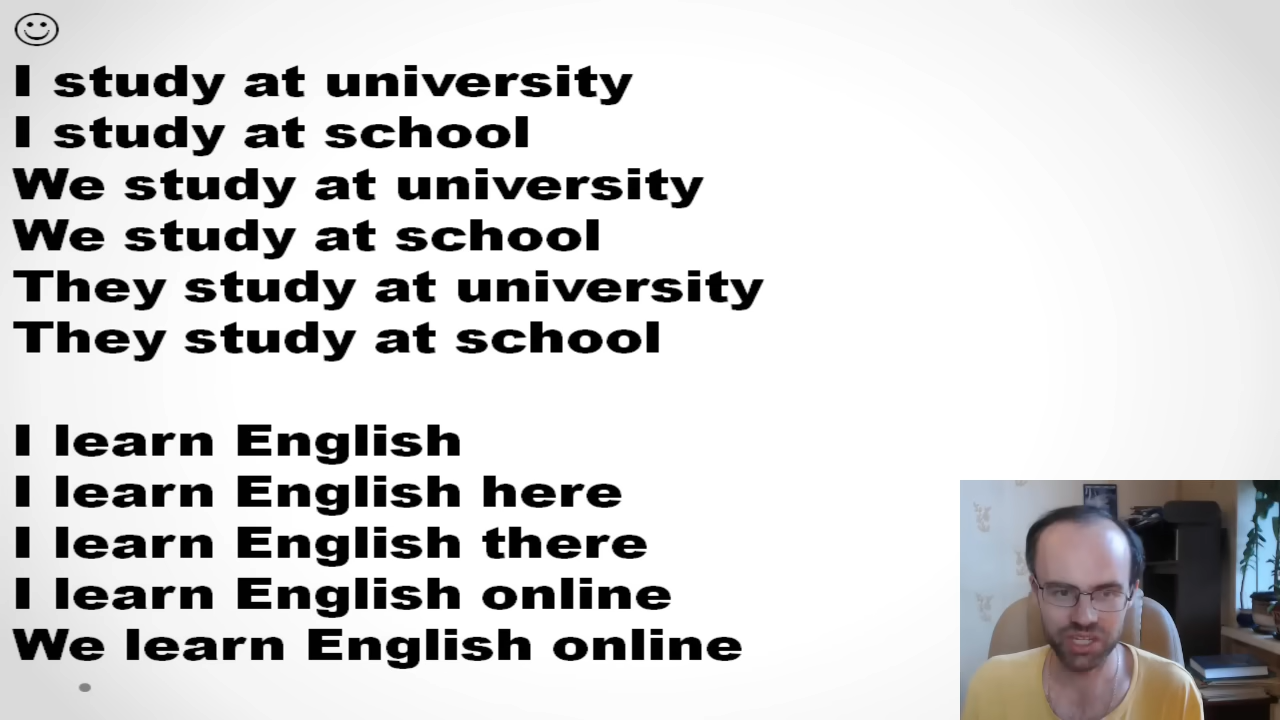 I study at university
I study at school
We study at university
We study at school
They study at university
They study at school
I learn English
I learn English here
I learn English there
I learn English online
We learn English online